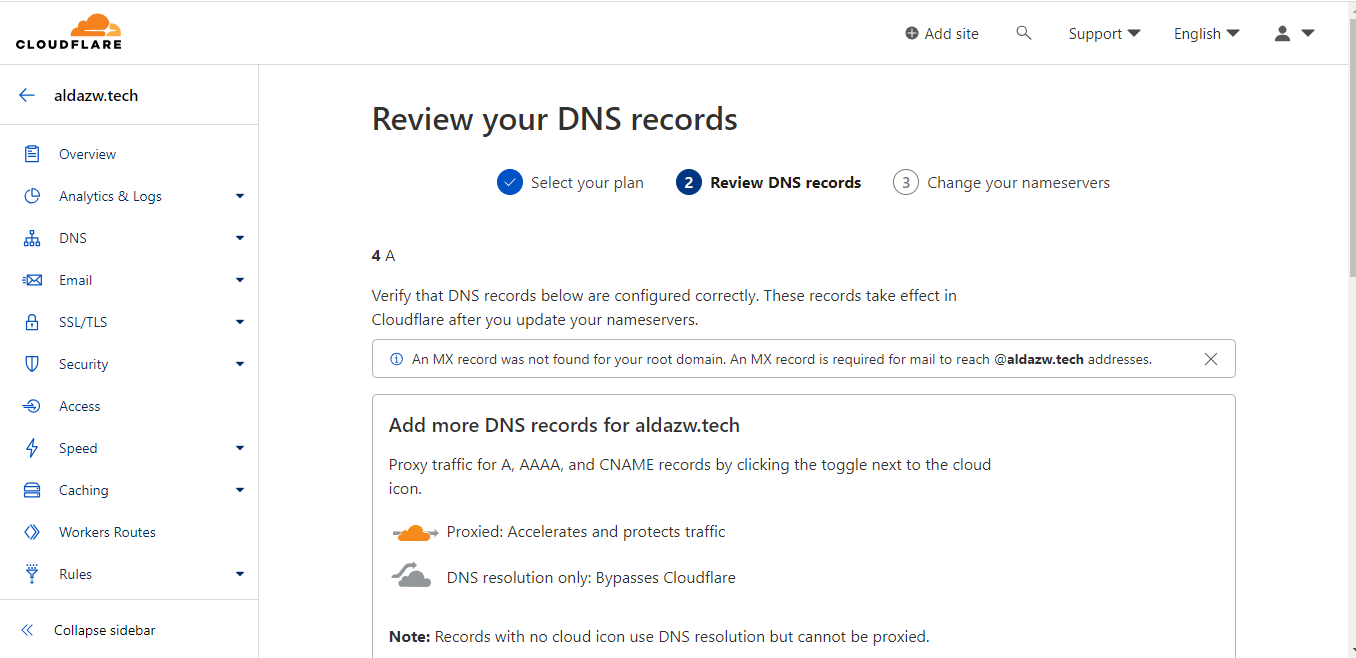 CLOUDFLARE
Add site
Support
English
aldazw.tech
Overview
Analytics & Logs
DNS
Email
SSL/TLS
Security
Access
Speed
Caching
Workers Routes
Rules
Collapse sidebar
Review your DNS records
Select your plan
2 Review DNS records
3 Change your nameservers
4 A
Verify that DNS records below are configured correctly. These records take effect in
Cloudflare after you update your nameservers.
An MX record was not found for your root domain. An MX record is required for mail to reach @aldazw.tech addresses.
Add more DNS records for aldazw.tech
Proxy traffic for A, AAAA, and CNAME records by clicking the toggle next to the cloud
icon.
Proxied: Accelerates and protects traffic
DNS resolution only: Bypasses Cloudflare
Note: Records with no cloud icon use DNS resolution but cannot be proxied.